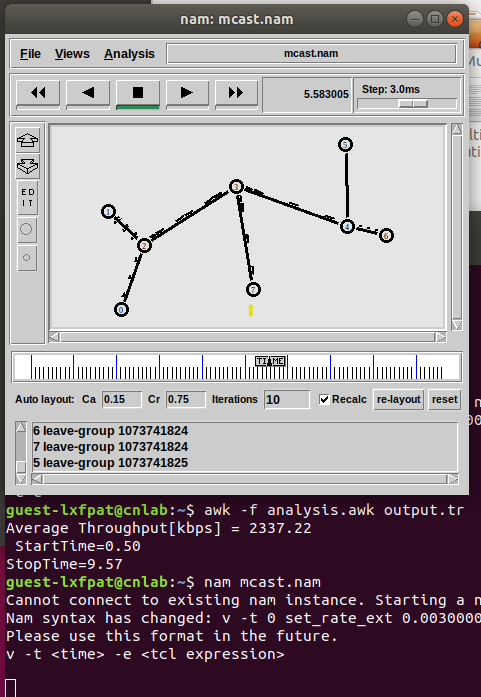 nam: mcast.nam
File Views Analysis mcast.nam
5.583005 Step: 3.0ms
ED
IT
5
3
1
4
6
2
7
0
TIME
Auto layout: Ca 0.15 Cr 0.75 Iterations 10 Recalc re-layout reset
6 leave-group 1073741824
7 leave-group 1073741824
5 leave-group 1073741825
guest-lxfpat@cnlab:~$ awk -f analysis.awk output.tr
Average Throughput[kbps] = 2337.22
StartTime=0.50
StopTime=9.57
guest-lxfpat@cnlab:~$ nam mcast.nam
Cannot connect to existing nam instance. Starting a n
Nam syntax has changed: v -t 0 set_rate_ext 0.0030000
Please use this format in the future.
v -t <time> -e <tcl expression>